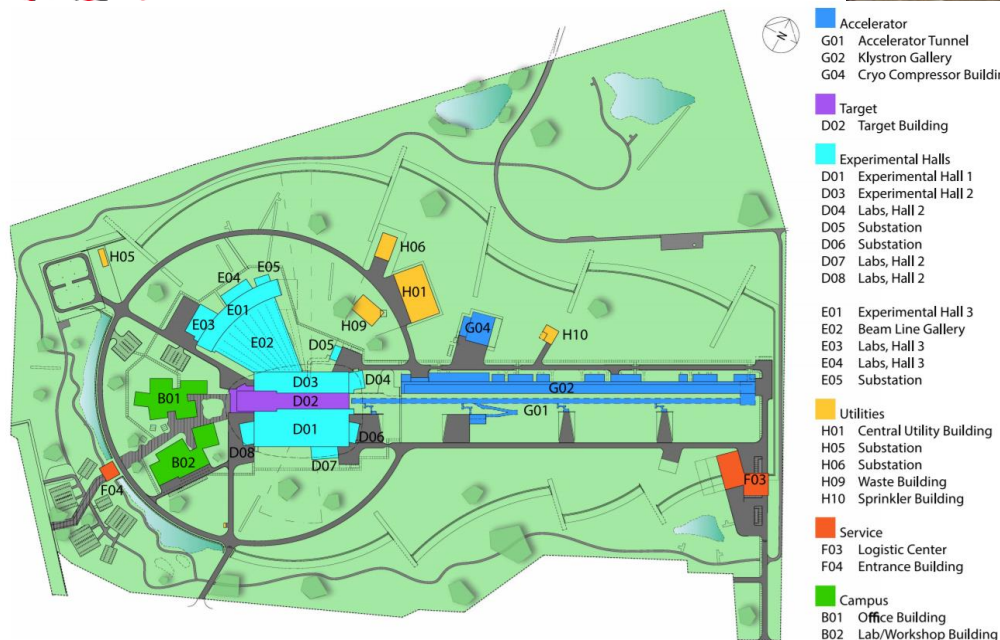 N
H05
H06
E05
E04
H01
E01
E03
H09
G04
H10
E02
D05
D03
D04
G02
B01
D02
G01
D01
D06
D08
D07
B02
F04
F03
Accelerator
G01 Accelerator Tunnel
G02 Klystron Gallery
G04 Cryo Compressor Buildin
Target
D02 Target Building
Experimental Halls
D01 Experimental Hall 1
D03 Experimental Hall 2
D04 Labs, Hall 2
D05 Substation
D06 Substation
D07 Labs, Hall 2
D08 Labs, Hall 2
E01 Experimental Hall 3
E02 Beam Line Gallery
E03 Labs, Hall 3
E04 Labs, Hall 3
E05 Substation
Utilities
H01 Central Utility Building
H05 Substation
H06 Substation
H09 Waste Building
H10 Sprinkler Building
Service
F03 Logistic Center
F04 Entrance Building
Campus
B01 Office Building
B02 Lab/Workshop Building